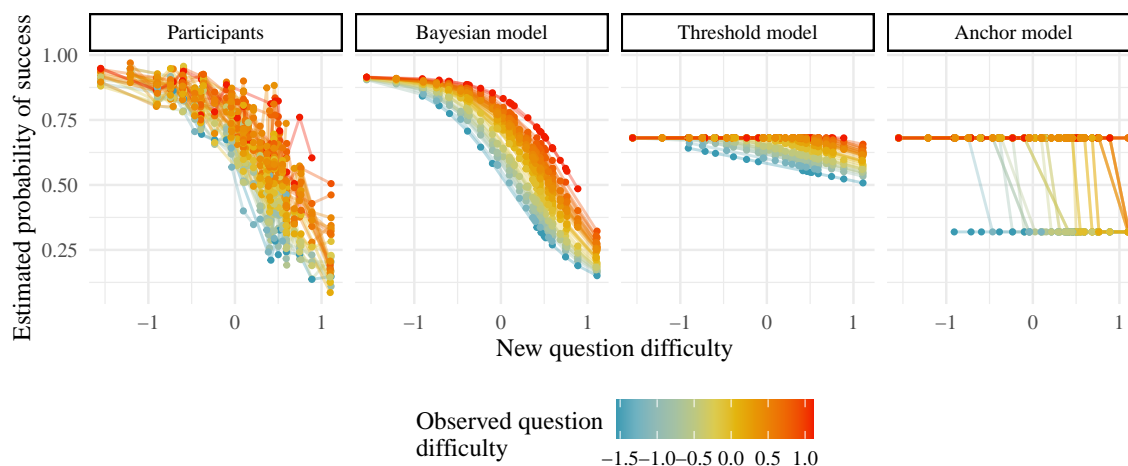 Participants
Bayesian model
Threshold model
Anchor model
Estimated probability of success
1.00
0.75
0.50
0.25
−1 0 1
−1 0 1
−1 0 1
−1 0 1
New question difficulty
Observed question
difficulty
−1.5 −1.0 −0.5 0.0 0.5 1.0